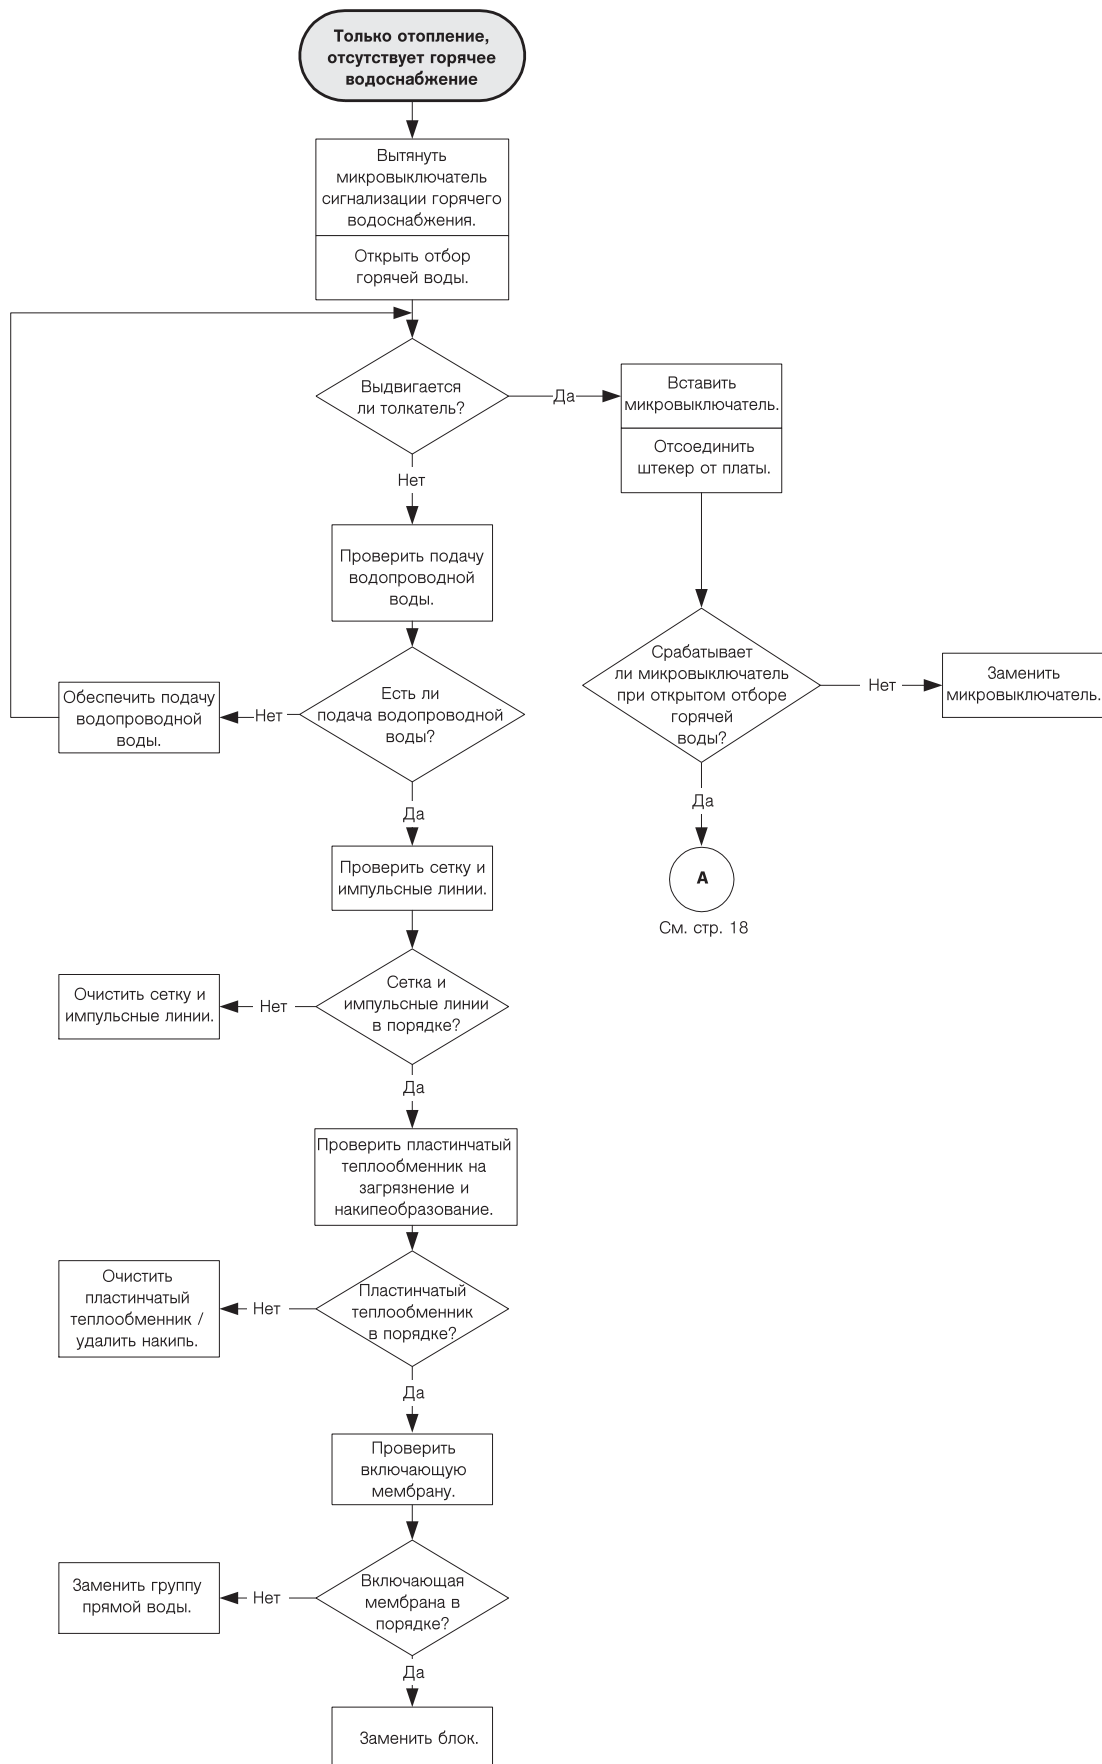 Только отопление,
отсутствует горячее
водоснабжение
Вытянуть
микровыключатель
сигнализации горячего
водоснабжения.
Открыть отбор
горячей воды.
Выдвигается
ли толкатель?
Да
Вставить
микровыключатель.
Отсоединить
штекер от платы.
Нет
Проверить подачу
водопроводной
воды.
Срабатывает
ли микровыключатель
при открытом отборе
горячей
воды?
Нет
Заменить
микровыключатель.
Есть ли
подача водопроводной
воды?
Нет
Обеспечить подачу
водопроводной
воды.
Да
Да
A
См. стр. 18
Проверить сетку и
импульсные линии.
Сетка и
импульсные линии
в порядке?
Нет
Очистить сетку и
импульсные линии.
Да
Проверить пластинчатый
теплообменник на
загрязнение и
накипеобразование.
Пластинчатый
теплообменник
в порядке?
Нет
Очистить
пластинчатый
теплообменник /
удалить накипь.
Да
Проверить
включающую
мембрану.
Включающая
мембрана в
порядке?
Нет
Заменить группу
прямой воды.
Да
Заменить блок.